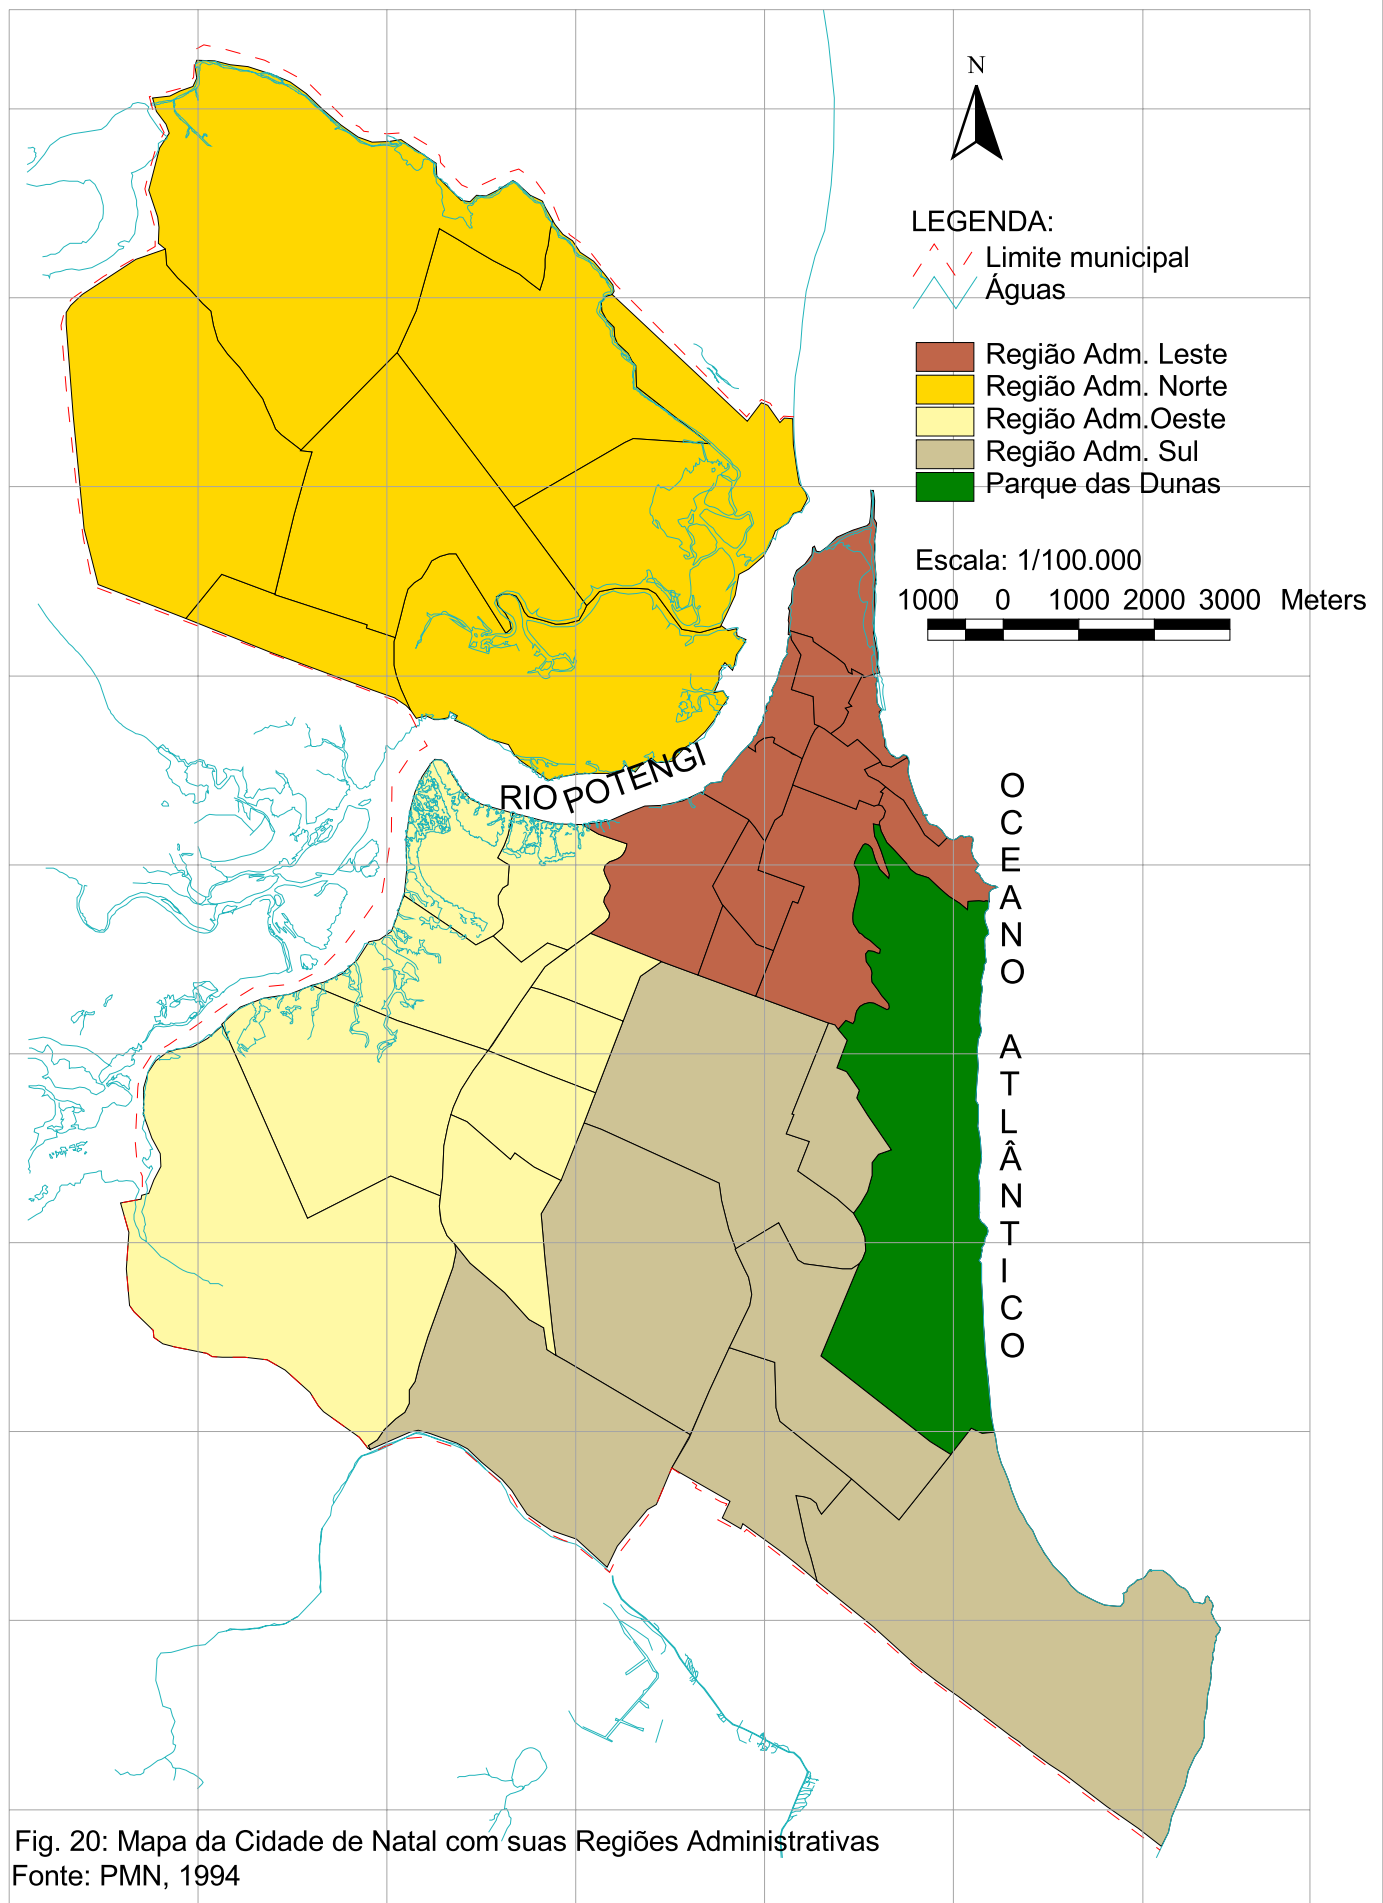 N
LEGENDA:
Limite municipal
Águas
Região Adm. Leste
Região Adm. Norte
Região Adm.Oeste
Região Adm. Sul
Parque das Dunas
Escala: 1/100.000
1000 0 1000 2000 3000 Meters
RIO POTENGI
OCEANO ATLÂNTICO
Fig. 20: Mapa da Cidade de Natal com suas Regiões Administrativas
Fonte: PMN, 1994